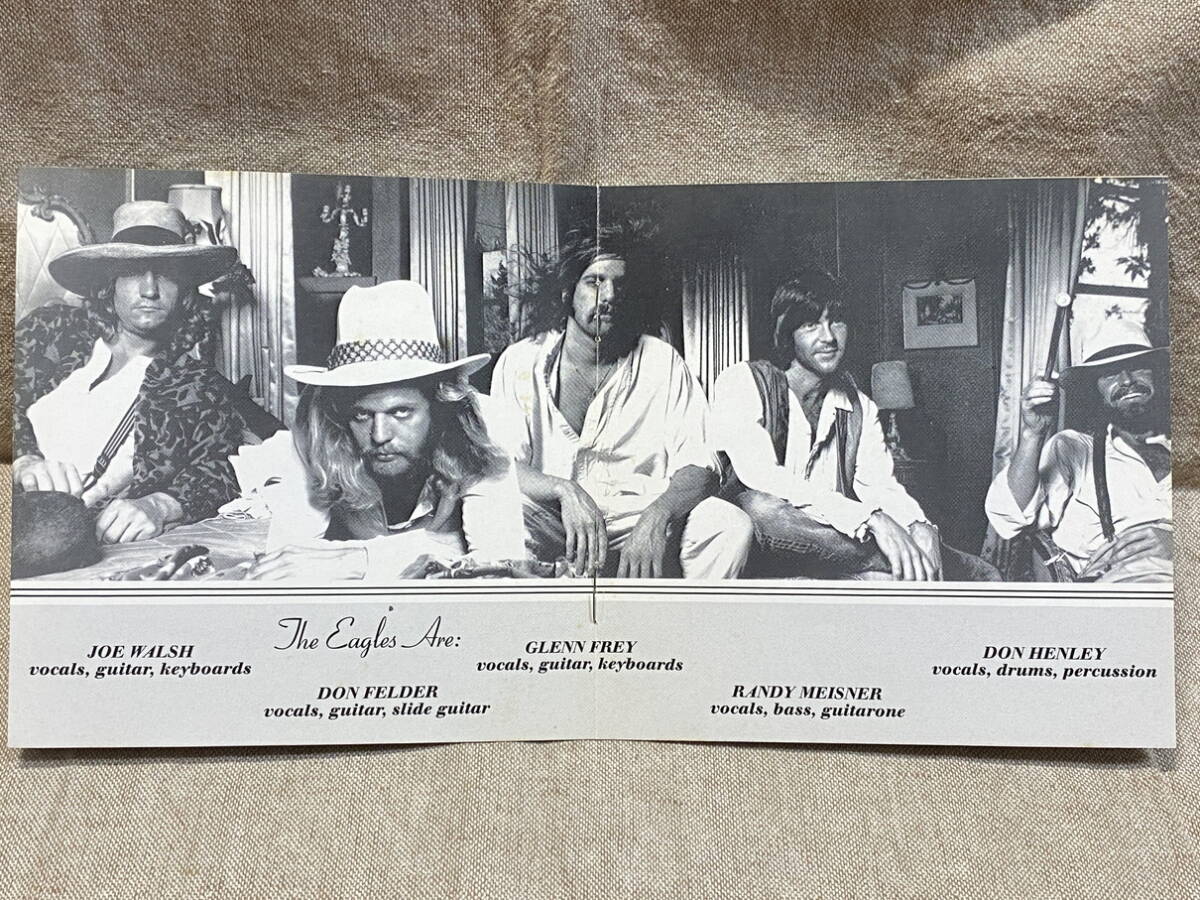 The Eagles Are:
JOE WALSH
vocals, guitar, keyboards
DON FELDER
vocals, guitar, slide guitar
GLENN FREY
vocals, guitar, keyboards
RANDY MEISNER
vocals, bass, guitarone
DON HENLEY
vocals, drums, percussion